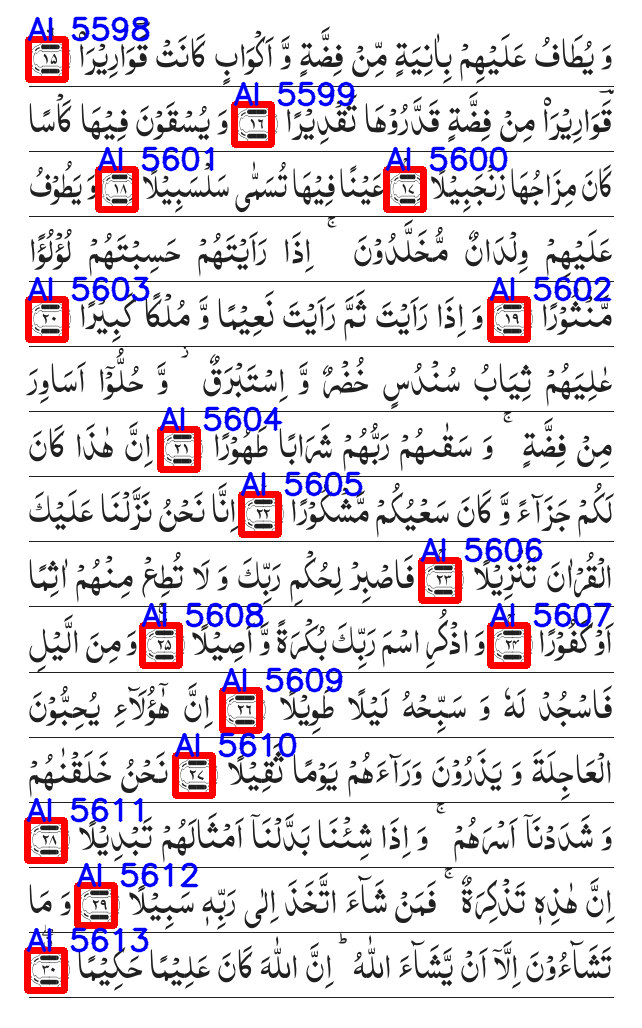 AI 5598
وَ يُطَافُ عَلَيْهِمْ بِاٰنِيَةٍ مِّنْ فِضَّةٍ وَّ اَكْوَابٍ كَانَتْ قَوَارِيْرَا۠ ١٥
AI 5599
قَوَارِيْرَا۠ مِنْ فِضَّةٍ قَدَّرُوْهَا تَقْدِيْرًا ١٦ وَ يُسْقَوْنَ فِيْهَا كَاْسًا
AI 5600 AI 5601
كَانَ مِزَاجُهَا زَنْجَبِيْلًا ١٧ عَيْنًا فِيْهَا تُسَمّٰى سَلْسَبِيْلًا ١٨ وَ يَطُوْفُ
عَلَيْهِمْ وِلْدَانٌ مُّخَلَّدُوْنَ ۚ اِذَا رَاَيْتَهُمْ حَسِبْتَهُمْ لُؤْلُؤًا
AI 5602 AI 5603
مَّنْثُوْرًا ١٩ وَ اِذَا رَاَيْتَ ثَمَّ رَاَيْتَ نَعِيْمًا وَّ مُلْكًا كَبِيْرًا ٢٠
عٰلِيَهُمْ ثِيَابُ سُنْدُسٍ خُضْرٌ وَّ اِسْتَبْرَقٌ ٗ وَّ حُلُّوْۤا اَسَاوِرَ
AI 5604
مِنْ فِضَّةٍ ۚ وَ سَقٰىهُمْ رَبُّهُمْ شَرَابًا طَهُوْرًا ٢١ اِنَّ هٰذَا كَانَ
AI 5605
لَكُمْ جَزَآءً وَّ كَانَ سَعْيُكُمْ مَّشْكُوْرًا ٢٢ اِنَّا نَحْنُ نَزَّلْنَا عَلَيْكَ
AI 5606
الْقُرْاٰنَ تَنْزِيْلًا ٢٣ فَاصْبِرْ لِحُكْمِ رَبِّكَ وَ لَا تُطِعْ مِنْهُمْ اٰثِمًا
AI 5607 AI 5608
اَوْ كَفُوْرًا ٢٤ وَ اذْكُرِ اسْمَ رَبِّكَ بُكْرَةً وَّ اَصِيْلًا ٢٥ وَ مِنَ الَّيْلِ
AI 5609
فَاسْجُدْ لَهٗ وَ سَبِّحْهُ لَيْلًا طَوِيْلًا ٢٦ اِنَّ هٰۤؤُلَآءِ يُحِبُّوْنَ
AI 5610
الْعَاجِلَةَ وَ يَذَرُوْنَ وَرَآءَهُمْ يَوْمًا ثَقِيْلًا ٢٧ نَحْنُ خَلَقْنٰهُمْ
AI 5611
وَ شَدَدْنَاۤ اَسْرَهُمْ ۚ وَ اِذَا شِئْنَا بَدَّلْنَاۤ اَمْثَالَهُمْ تَبْدِيْلًا ٢٨
AI 5612
اِنَّ هٰذِهٖ تَذْكِرَةٌ ۚ فَمَنْ شَآءَ اتَّخَذَ اِلٰى رَبِّهٖ سَبِيْلًا ٢٩ وَ مَا
AI 5613
تَشَآءُوْنَ اِلَّاۤ اَنْ يَّشَآءَ اللّٰهُ ؕ اِنَّ اللّٰهَ كَانَ عَلِيْمًا حَكِيْمًا ٣٠